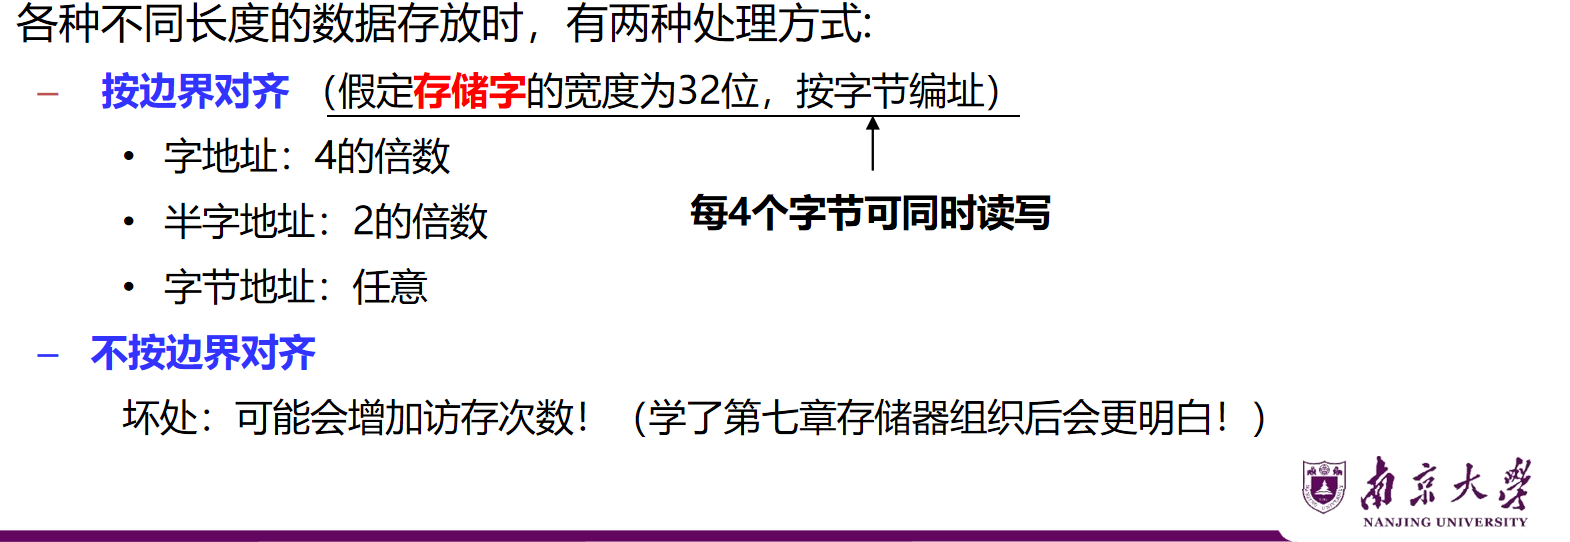 各种不同长度的数据存放时，有两种处理方式:
– 按边界对齐 （假定存储字的宽度为32位，按字节编址）
• 字地址：4的倍数
• 半字地址：2的倍数
每4个字节可同时读写
• 字节地址：任意
– 不按边界对齐
坏处：可能会增加访存次数！（学了第七章存储器组织后会更明白！）
南京大学
NANJING UNIVERSITY